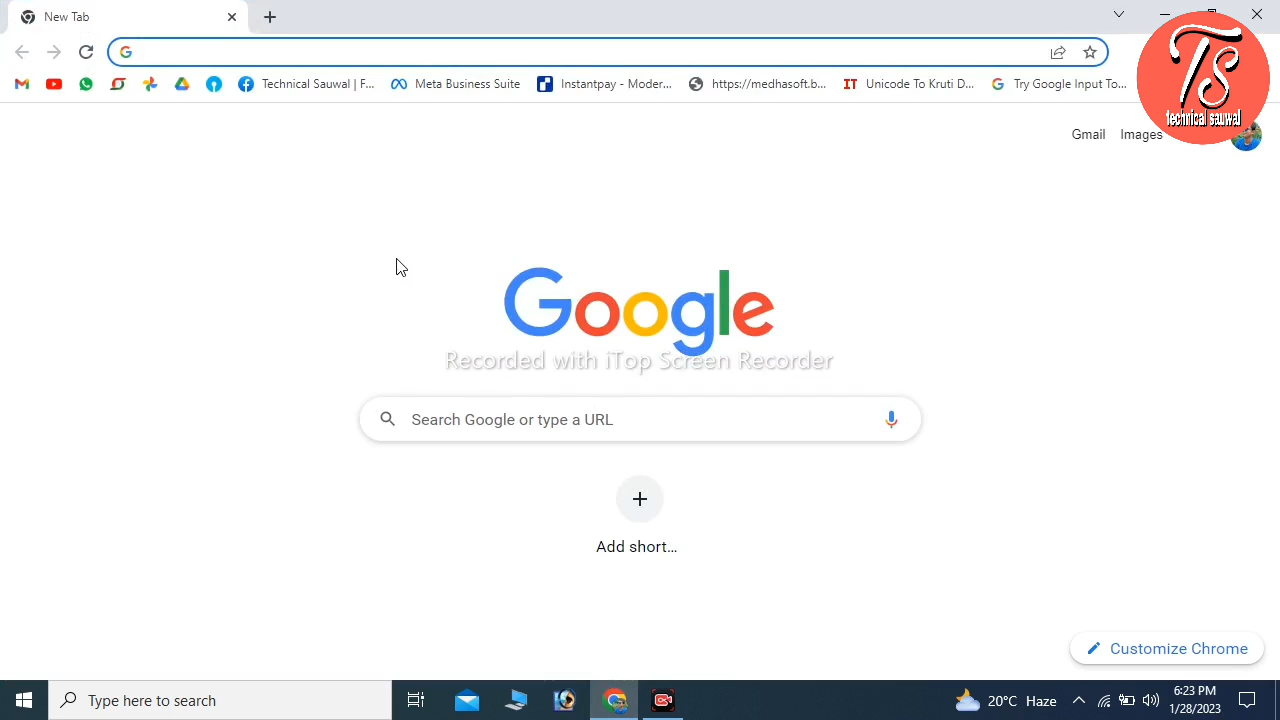 New Tab
Technical Sauwal | F...
Meta Business Suite
Instantpay - Moder...
https://medhasoft.b...
IT
Unicode To Kruti D...
Try Google Input To...
TS
technical sauwal
Gmail
Images
Google
Recorded with iTop Screen Recorder
Search Google or type a URL
Add short...
Customize Chrome
Type here to search
20°C Haze
6:23 PM
1/28/2023